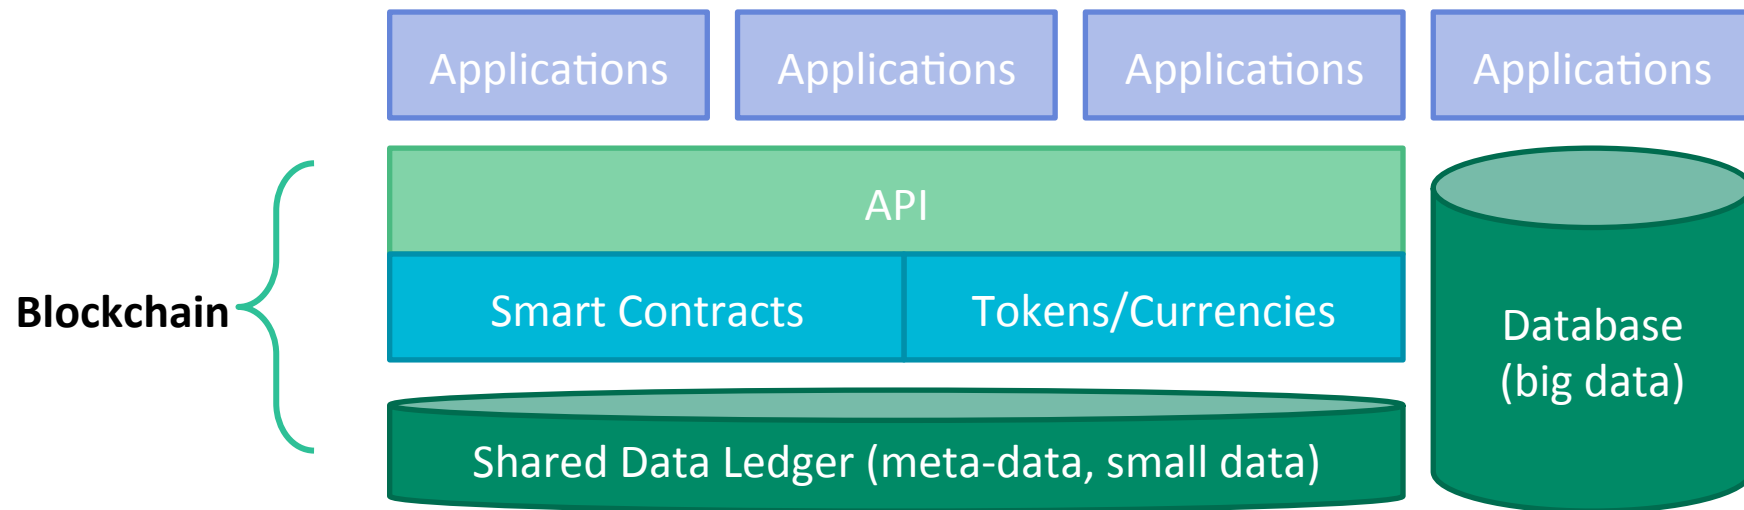 Applications
Applications
Applications
Applications
API
Blockchain
Smart Contracts
Tokens/Currencies
Database
(big data)
Shared Data Ledger (meta-data, small data)